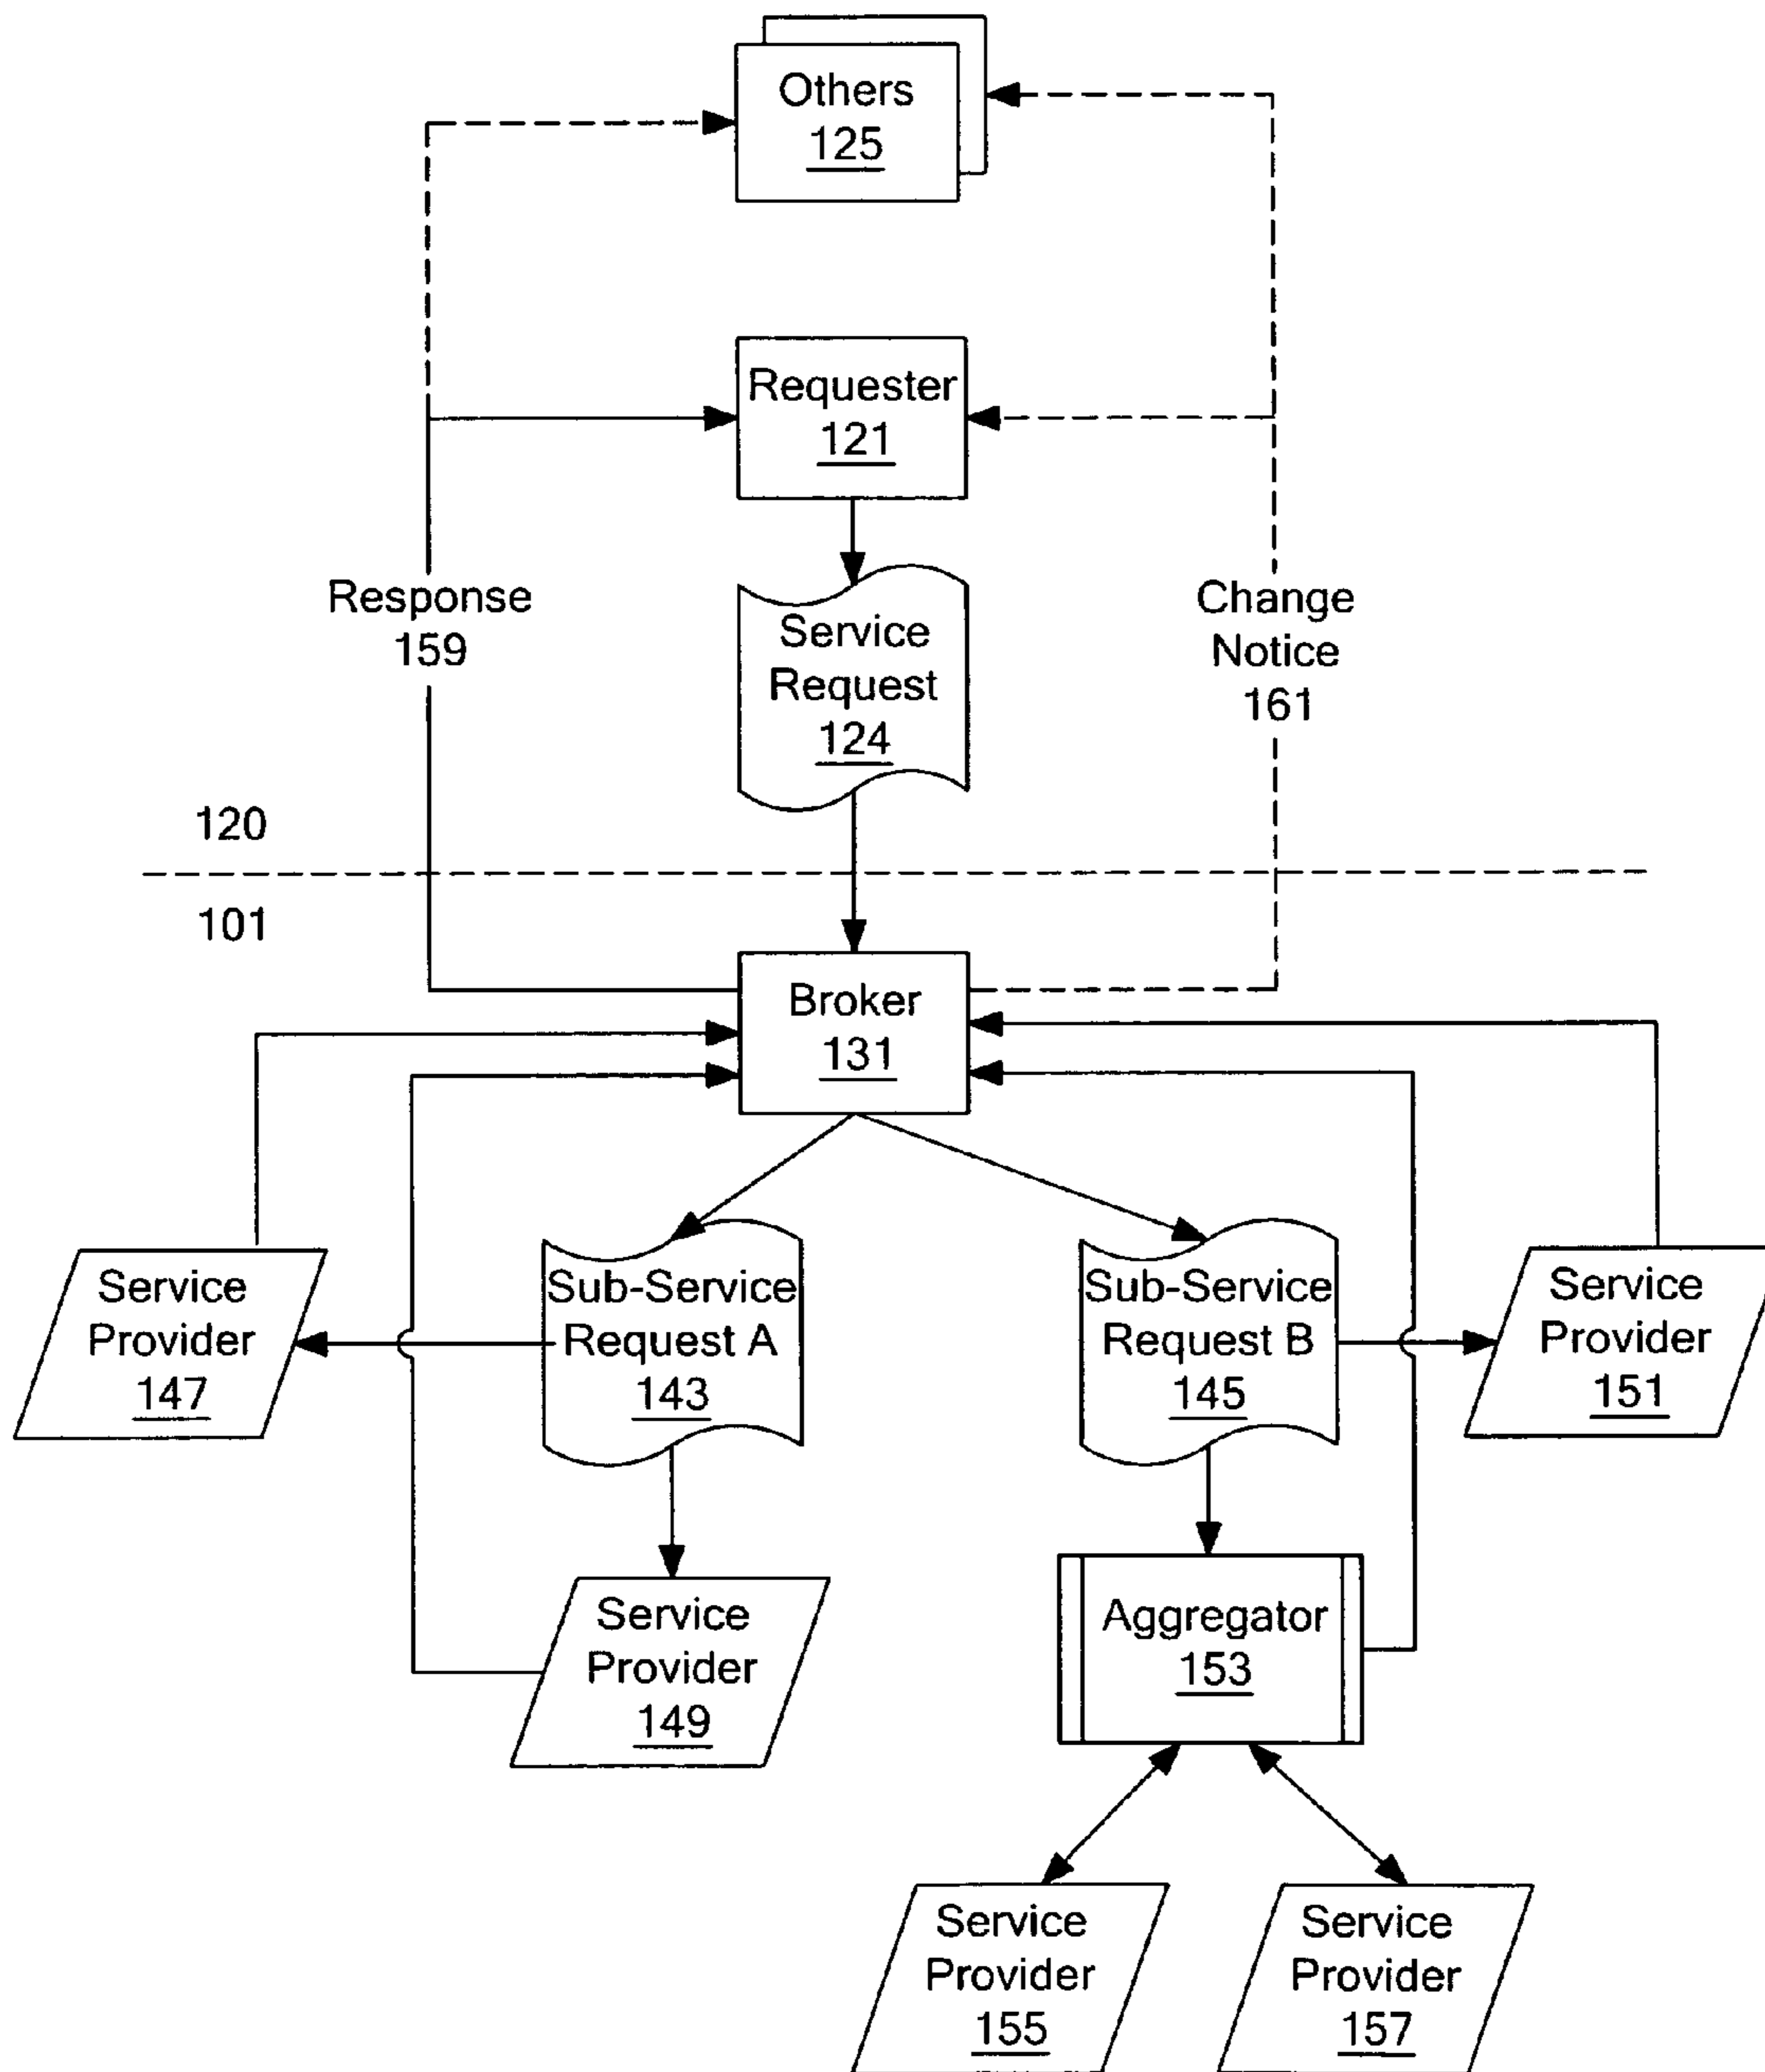 Others
125
Requester
121
Response
159
Service
Request
124
Change
Notice
161
120
101
Broker
131
Service
Provider
147
Sub-Service
Request A
143
Sub-Service
Request B
145
Service
Provider
151
Service
Provider
149
Aggregator
153
Service
Provider
155
Service
Provider
157